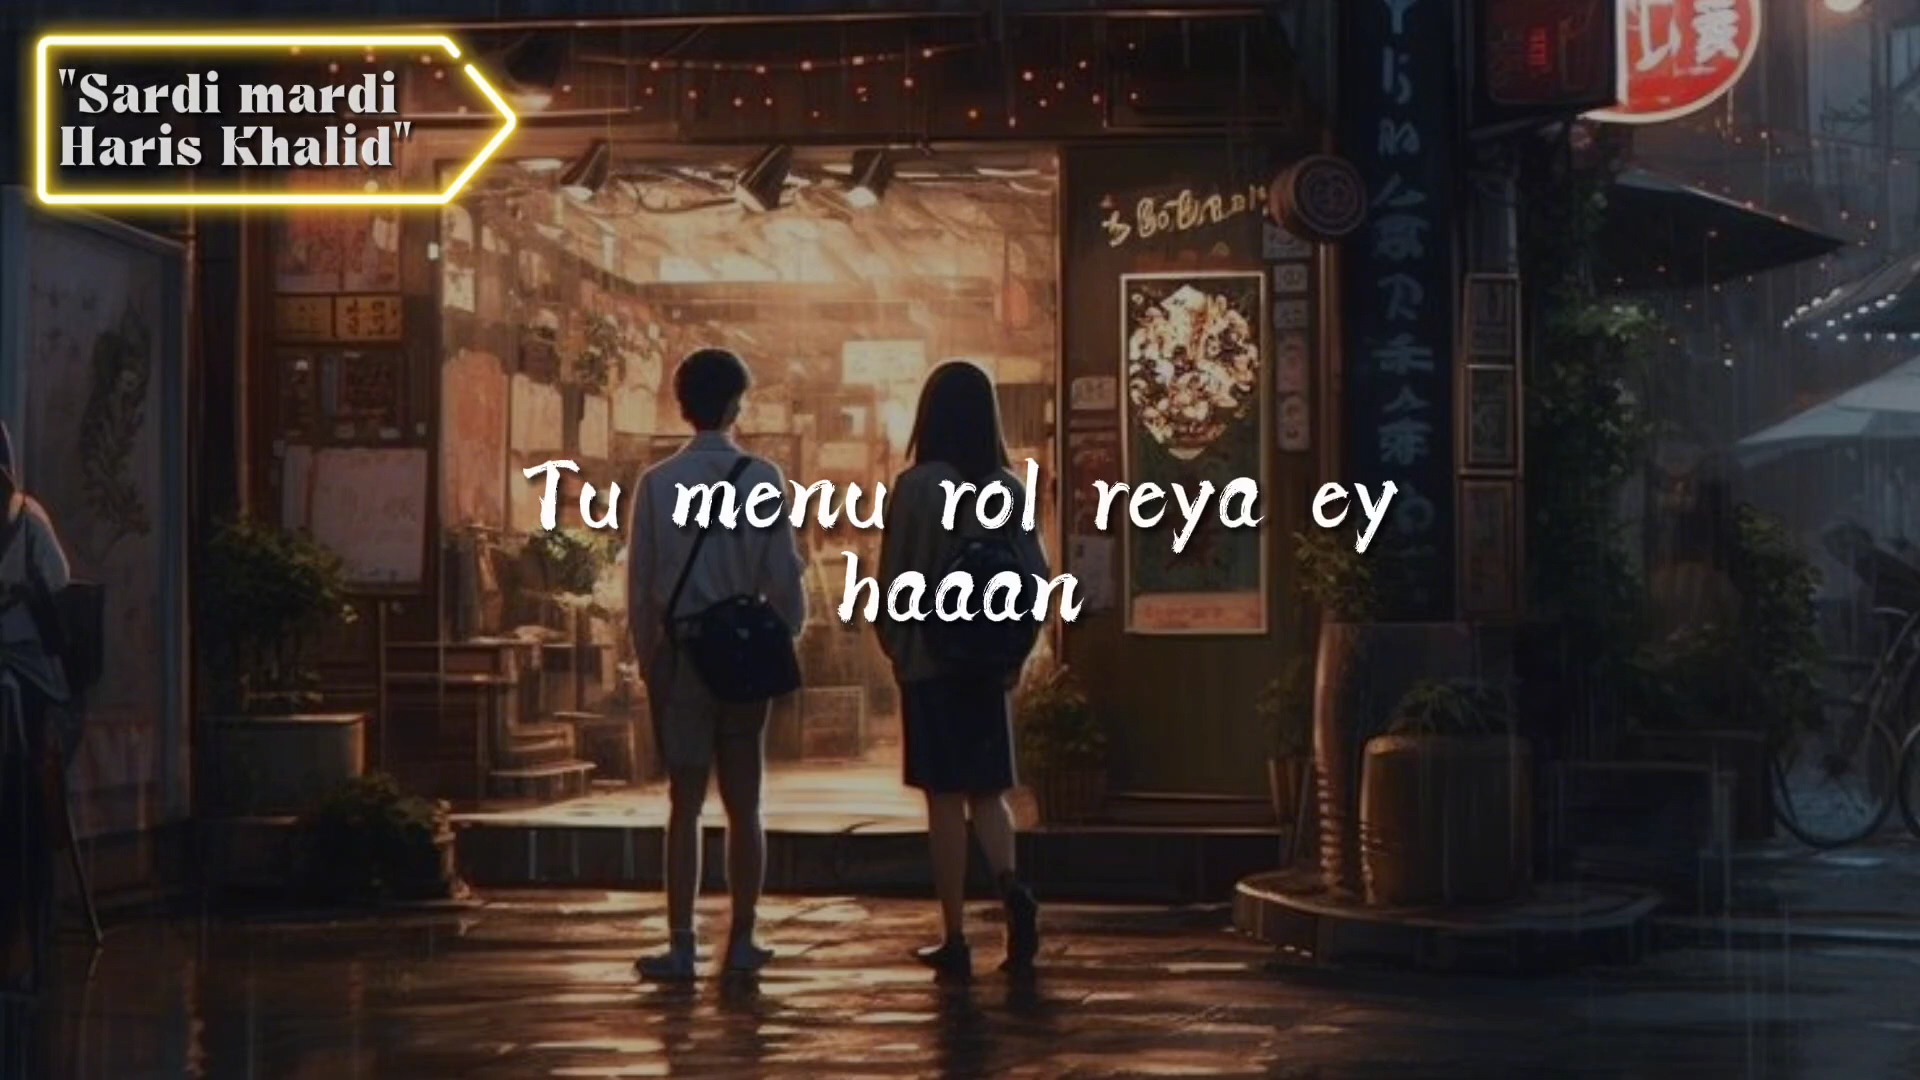 "Sardi mardi
Haris Khalid"
Tu menu rol reya ey
haaan